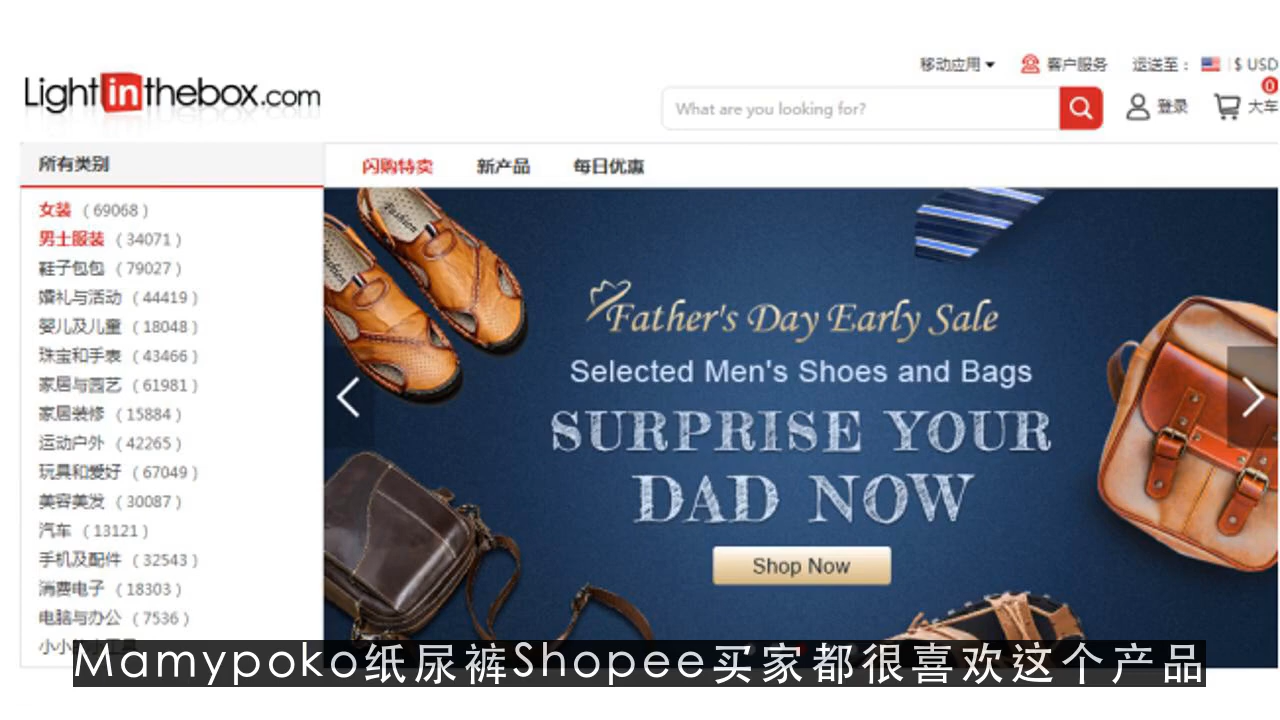 移动应用 客户服务 运送至： $ USD
Lightinthebox.com
What are you looking for?
登录
0
大车
所有类别
闪购特卖 新产品 每日优惠
女装 ( 69068 )
男士服装 ( 34071 )
鞋子包包 ( 79027 )
婚礼与活动 ( 44419 )
婴儿及儿童 ( 18048 )
珠宝和手表 ( 43466 )
家居与园艺 ( 61981 )
家居装修 ( 15884 )
运动户外 ( 42265 )
玩具和爱好 ( 67049 )
美容美发 ( 30087 )
汽车 ( 13121 )
手机及配件 ( 32543 )
消费电子 ( 18303 )
电脑与办公 ( 7536 )
Fashion
Father's Day Early Sale
Selected Men's Shoes and Bags
SURPRISE YOUR
DAD NOW
Shop Now
Mamypoko纸尿裤Shopee买家都很喜欢这个产品